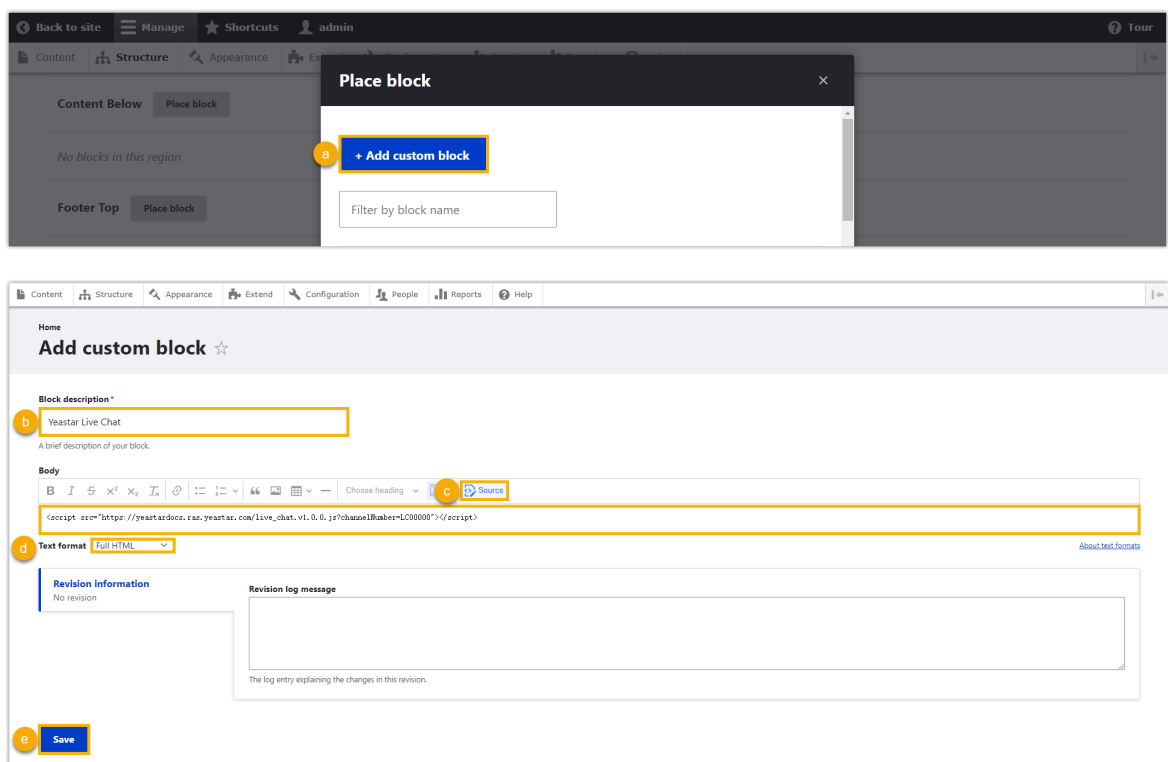 Back to site Manage Shortcuts admin Tour
Content Structure Appearance Ex
Place block
Content Below Place block
a + Add custom block
No blocks in this region
Filter by block name
Footer Top Place block
Content Structure Appearance Extend Configuration People Reports Help
Home
Add custom block
Block description *
b Yeastar Live Chat
A brief description of your block.
Body
B I S X² X₂ Tx Choose heading c Source
<script src="https://yeastardocs.ras.yeastar.com/live_chat.v1.0.0.js?channelNumber=LC00000"></script>
d Text format Full HTML About text formats
Revision information
No revision
Revision log message
The log entry explaining the changes in this revision.
e Save